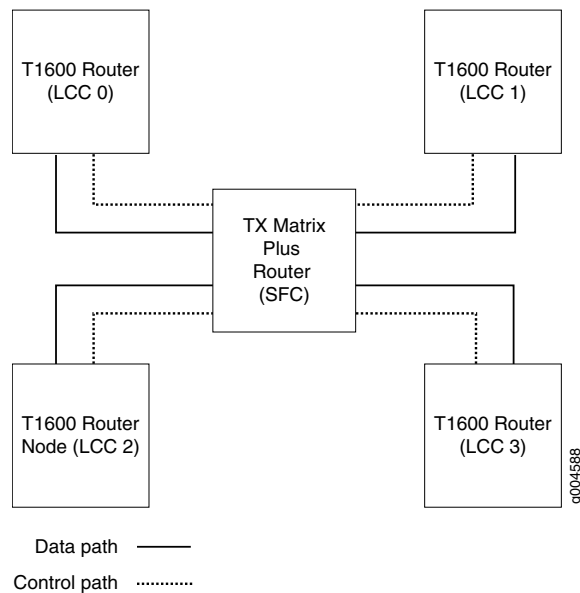 T1600 Router
(LCC 0)
T1600 Router
(LCC 1)
TX Matrix
Plus
Router
(SFC)
T1600 Router
Node (LCC 2)
T1600 Router
(LCC 3)
g004588
Data path
Control path